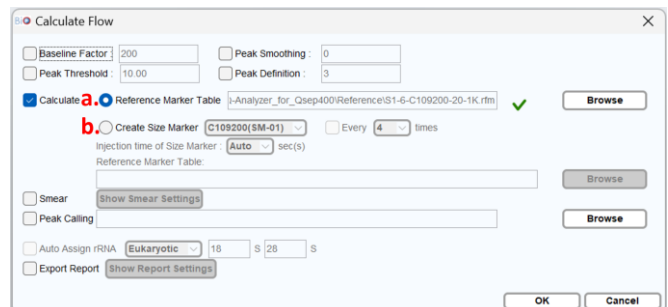 BiO Calculate Flow
Baseline Factor : 200 Peak Smoothing : 0
Peak Threshold : 10.00 Peak Definition : 3
Calculate a. Reference Marker Table -Analyzer_for_Qsep400\Reference\S1-6-C109200-20-1K.rfm Browse
b. Create Size Marker C109200(SM-01) Every 4 times
Injection time of Size Marker : Auto sec(s)
Reference Marker Table:
Browse
Smear Show Smear Settings
Peak Calling Browse
Auto Assign rRNA Eukaryotic 18 S 28 S
Export Report Show Report Settings
OK Cancel